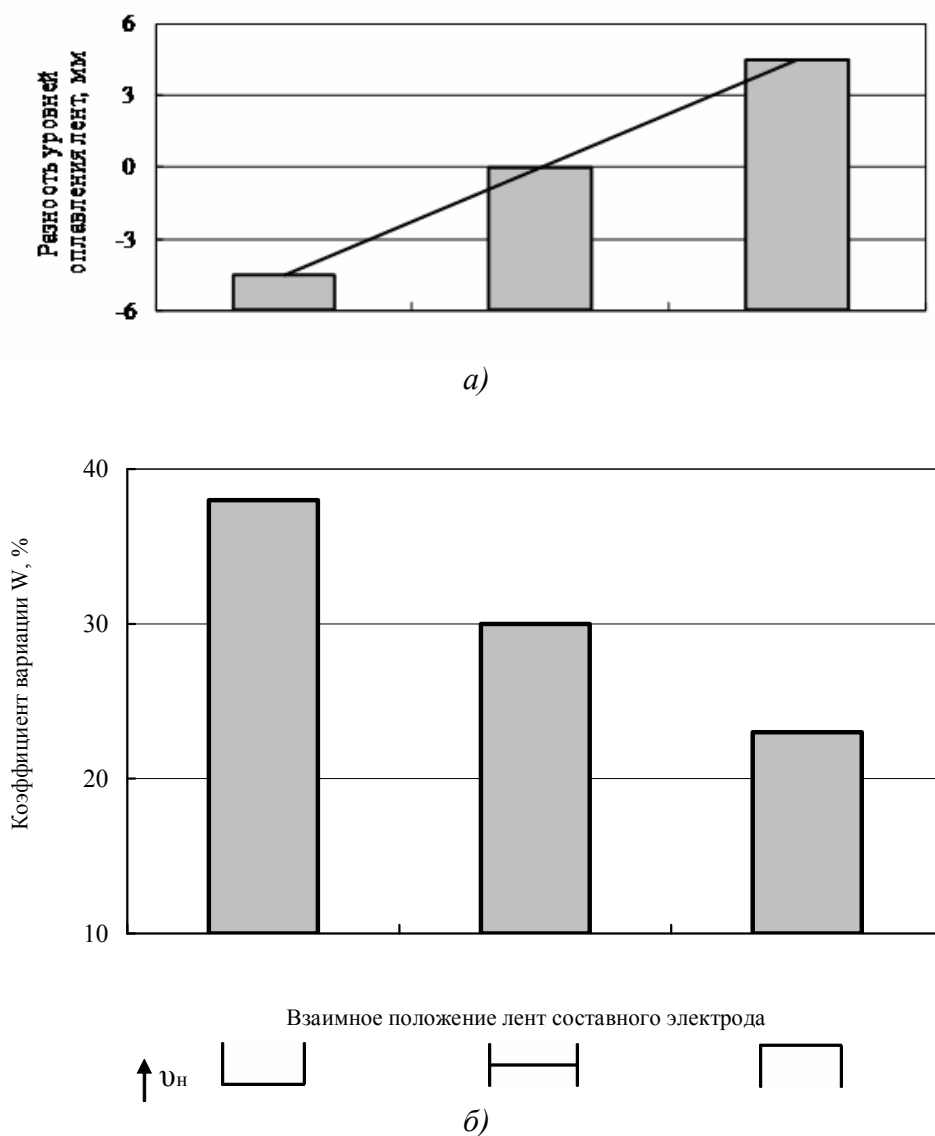 Разность уровней
оплавления лент, мм
6
3
0
-3
-6
а)
Коэффициент вариации W, %
40
30
20
10
Взаимное положение лент составного электрода
υн
б)